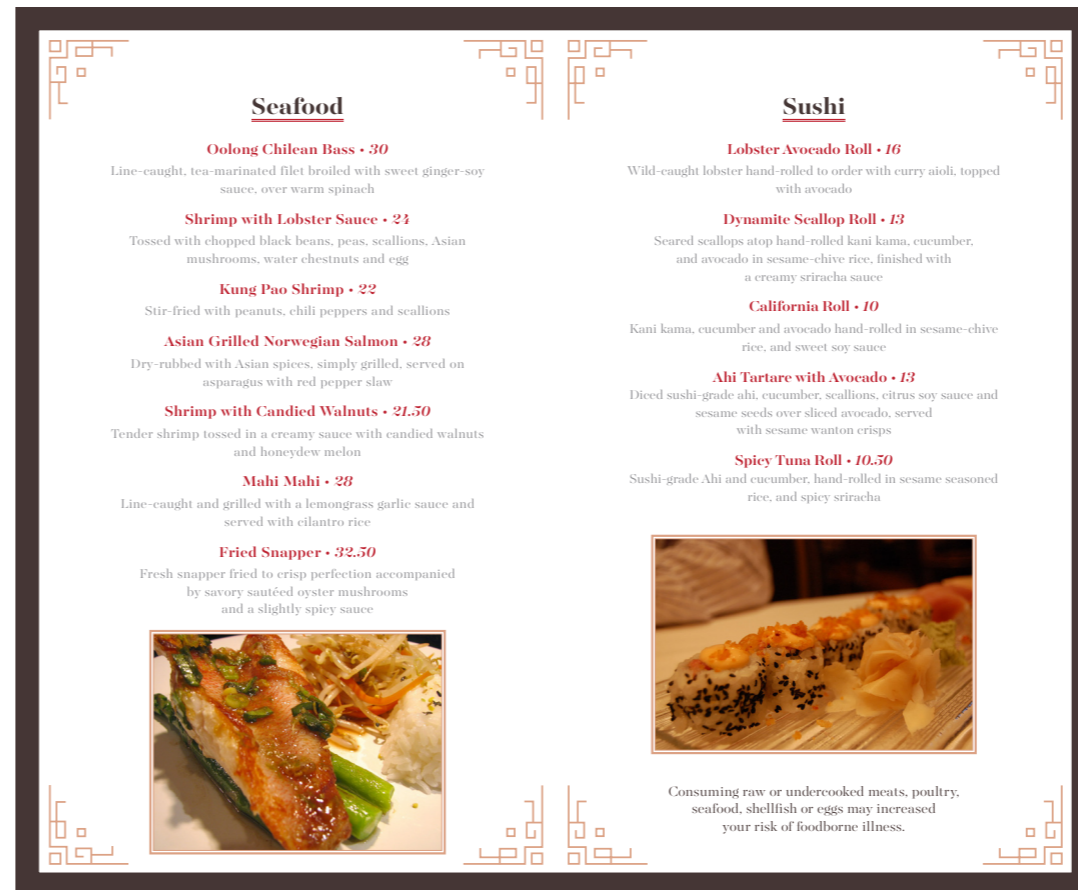 Seafood
Oolong Chilean Bass • 30
Line-caught, tea-marinated filet broiled with sweet ginger-soy
sauce, over warm spinach
Shrimp with Lobster Sauce • 24
Tossed with chopped black beans, peas, scallions, Asian
mushrooms, water chestnuts and egg
Kung Pao Shrimp • 22
Stir-fried with peanuts, chili peppers and scallions
Asian Grilled Norwegian Salmon • 28
Dry-rubbed with Asian spices, simply grilled, served on
asparagus with red pepper slaw
Shrimp with Candied Walnuts • 21.50
Tender shrimp tossed in a creamy sauce with candied walnuts
and honeydew melon
Mahi Mahi • 28
Line-caught and grilled with a lemongrass garlic sauce and
served with cilantro rice
Fried Snapper • 32.50
Fresh snapper fried to crisp perfection accompanied
by savory sautéed oyster mushrooms
and a slightly spicy sauce
Sushi
Lobster Avocado Roll • 16
Wild-caught lobster hand-rolled to order with curry aioli, topped
with avocado
Dynamite Scallop Roll • 13
Seared scallops atop hand-rolled kani kama, cucumber,
and avocado in sesame-chive rice, finished with
a creamy sriracha sauce
California Roll • 10
Kani kama, cucumber and avocado hand-rolled in sesame-chive
rice, and sweet soy sauce
Ahi Tartare with Avocado • 13
Diced sushi-grade ahi, cucumber, scallions, citrus soy sauce and
sesame seeds over sliced avocado, served
with sesame wanton crisps
Spicy Tuna Roll • 10.50
Sushi-grade Ahi and cucumber, hand-rolled in sesame seasoned
rice, and spicy sriracha
Consuming raw or undercooked meats, poultry,
seafood, shellfish or eggs may increased
your risk of foodborne illness.